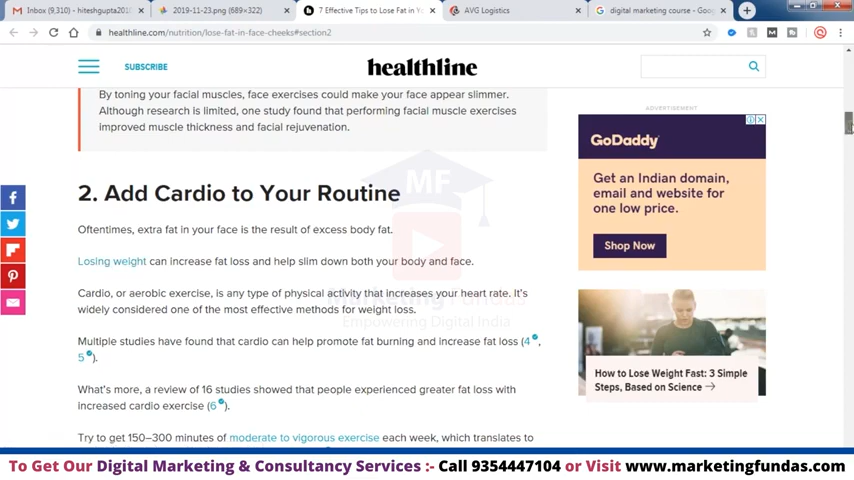 Inbox (9,310) - hiteshgupta201
2019-11-23.png (689×322)
7 Effective Tips to Lose Fat in Yo
AVG Logistics
digital marketing course - Goo
healthline.com/nutrition/lose-fat-in-face-cheeks#section2
SUBSCRIBE
healthline
By toning your facial muscles, face exercises could make your face appear slimmer.
Although research is limited, one study found that performing facial muscle exercises
improved muscle thickness and facial rejuvenation.
2. Add Cardio to Your Routine
Oftentimes, extra fat in your face is the result of excess body fat.
Losing weight can increase fat loss and help slim down both your body and face.
Cardio, or aerobic exercise, is any type of physical activity that increases your heart rate. It's
widely considered one of the most effective methods for weight loss.
Multiple studies have found that cardio can help promote fat burning and increase fat loss (4,
5).
What's more, a review of 16 studies showed that people experienced greater fat loss with
increased cardio exercise (6).
Try to get 150–300 minutes of moderate to vigorous exercise each week, which translates to
ADVERTISEMENT
GoDaddy
Get an Indian domain,
email and website for
one low price.
Shop Now
How to Lose Weight Fast: 3 Simple
Steps, Based on Science
MF
Marketing Fundas
Empowering Digital India
To Get Our Digital Marketing & Consultancy Services :- Call 9354447104 or Visit www.marketingfundas.com